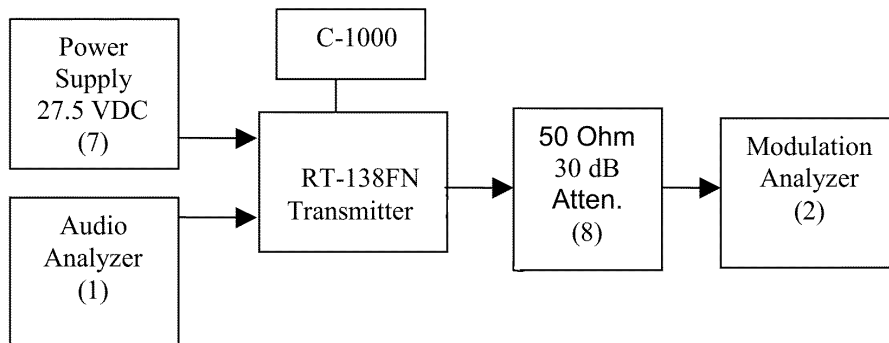 C-1000
Power
Supply
27.5 VDC
(7)
RT-138FN
Transmitter
50 Ohm
30 dB
Atten.
(8)
Modulation
Analyzer
(2)
Audio
Analyzer
(1)